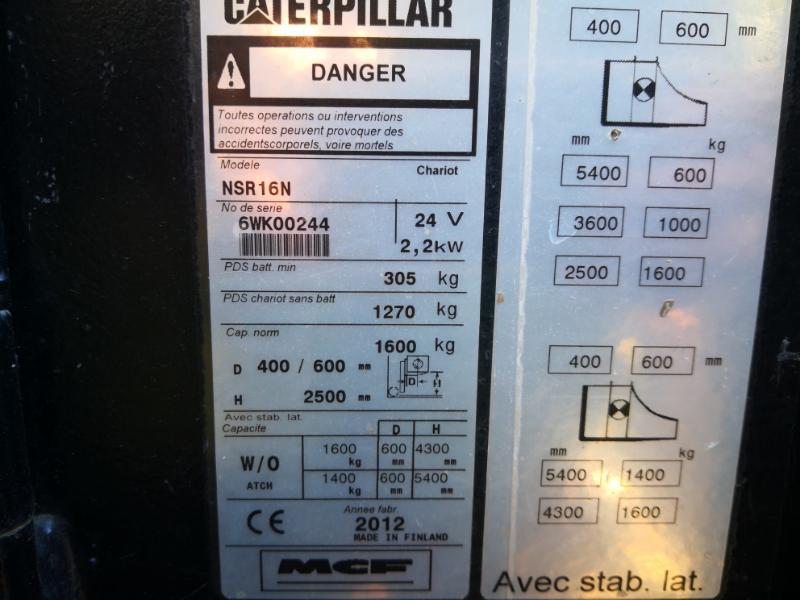 CATERPILLAR
DANGER
Toutes operations ou interventions
incorrectes peuvent provoquer des
accidentscorporels, voire mortels
Modele
Chariot
NSR16N
No de serie
6WK00244
24 V
2,2kW
PDS batt. min
305 kg
PDS chariot sans batt
1270 kg
Cap. norm
1600 kg
D 400 / 600 mm
D H
H 2500 mm
Avec stab. lat.
Capacite D H
W/O ATCH
1600 kg 600 mm 4300 mm
1400 kg 600 mm 5400 mm
CE
Annee fabr.
2012
MADE IN FINLAND
MCF
400 600 mm
mm kg
5400 600
3600 1000
2500 1600
400 600 mm
mm kg
5400 1400
4300 1600
Avec stab. lat.